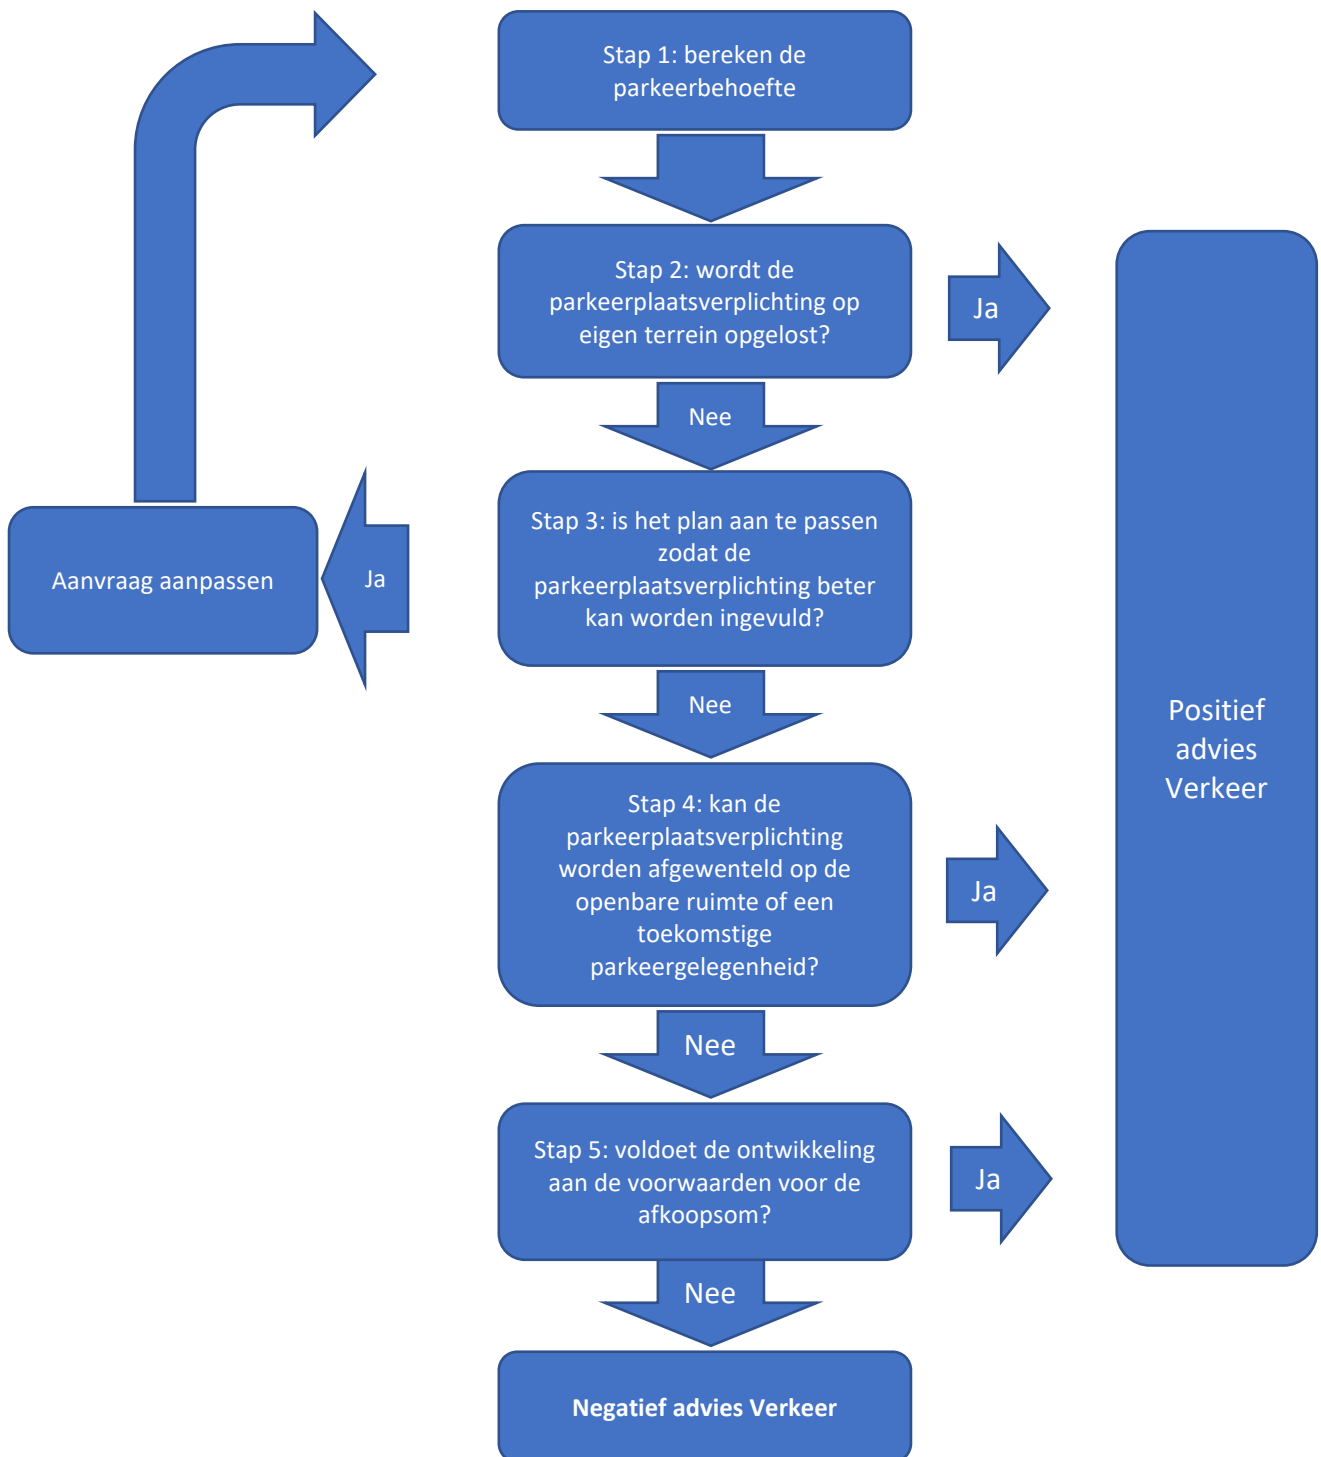 Stap 1: bereken de
parkeerbehoefte
Stap 2: wordt de
parkeerplaatsverplichting op
eigen terrein opgelost?
Ja
Nee
Stap 3: is het plan aan te passen
zodat de
parkeerplaatsverplichting beter
kan worden ingevuld?
Ja
Aanvraag aanpassen
Nee
Stap 4: kan de
parkeerplaatsverplichting
worden afgewenteld op de
openbare ruimte of een
toekomstige
parkeergelegenheid?
Ja
Nee
Stap 5: voldoet de ontwikkeling
aan de voorwaarden voor de
afkoopsom?
Ja
Nee
Negatief advies Verkeer
Positief
advies
Verkeer